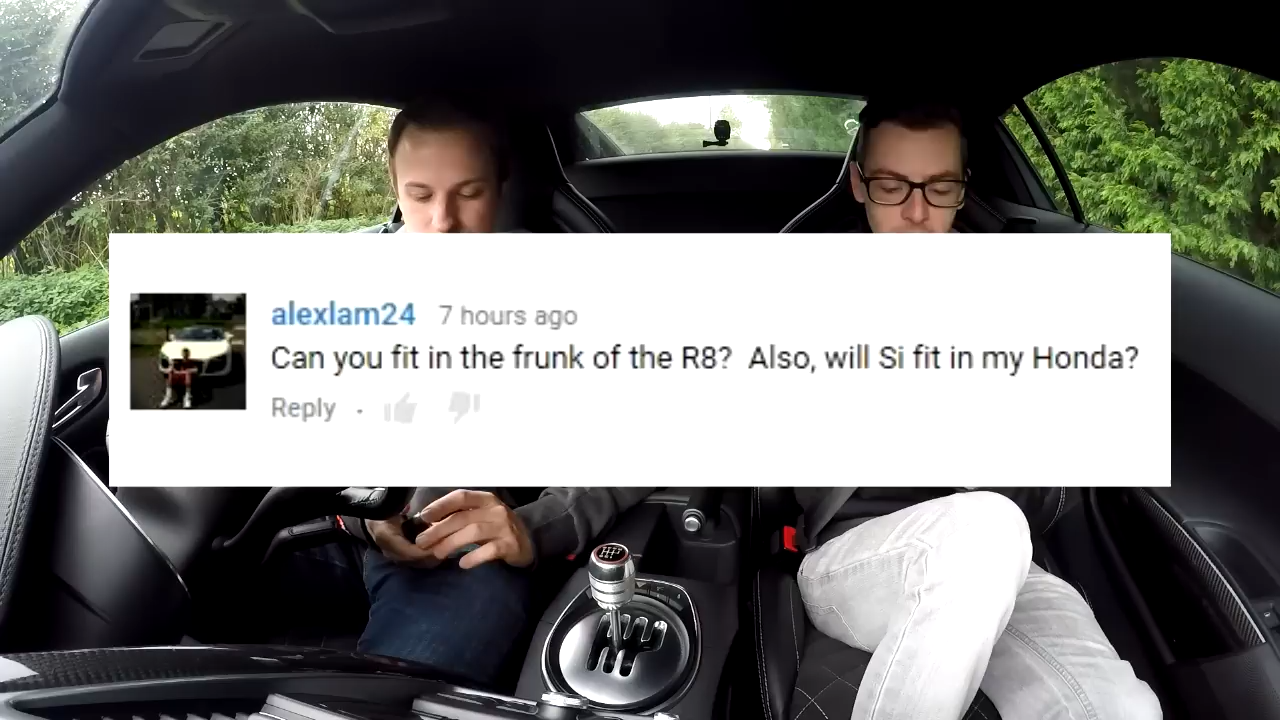 alexlam24 7 hours ago
Can you fit in the frunk of the R8? Also, will Si fit in my Honda?
Reply